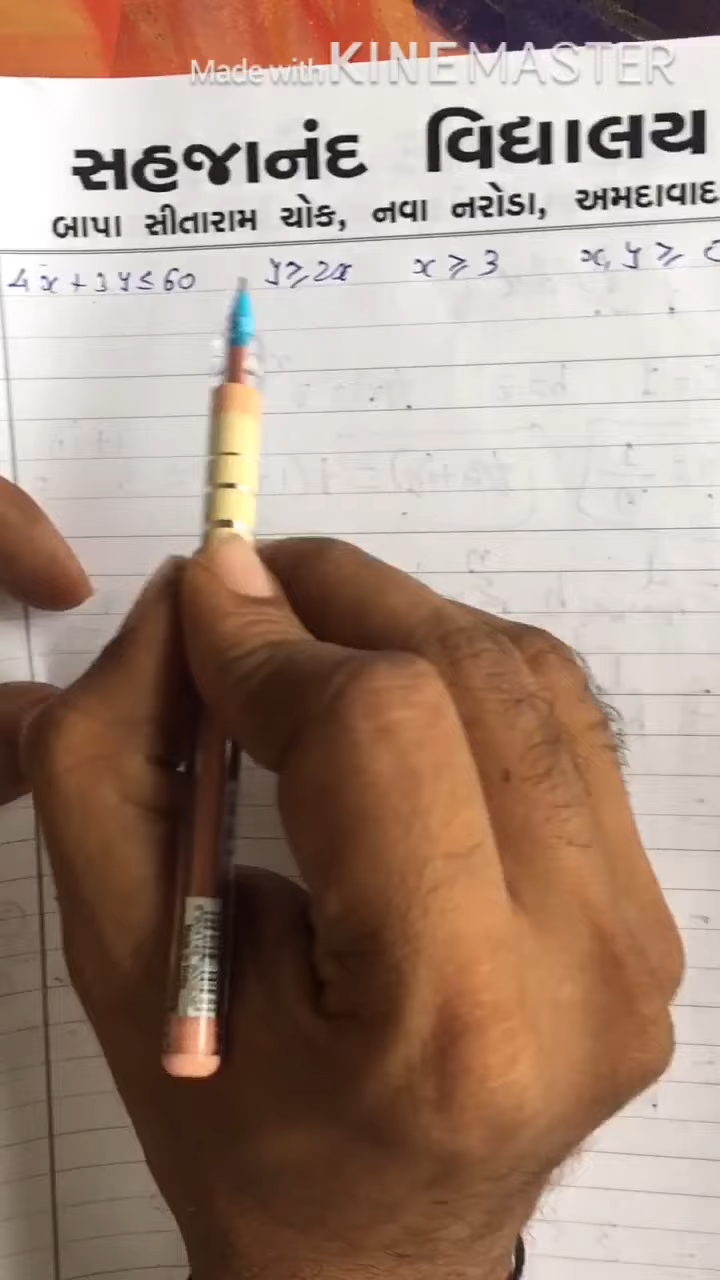 Made with KINEMASTER
સહજાનંદ વિદ્યાલય
બાપા સીતારામ ચોક, નવા નરોડા, અમદાવાદ
4x + 3y ≤ 60 y ≥ 2x x ≥ 3 x, y ≥